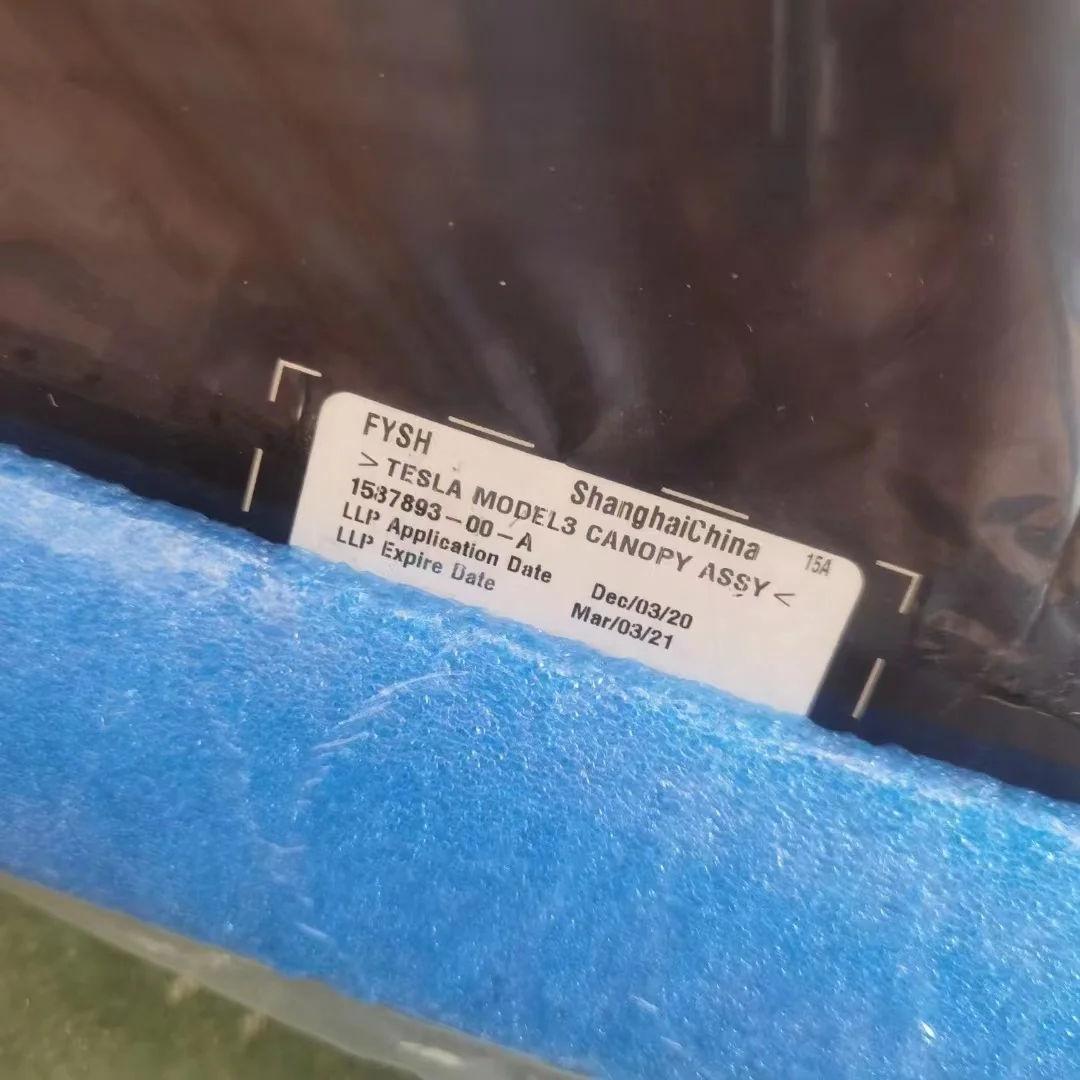 FYSH ShanghaiChina 15A
>TESLA MODEL3 CANOPY ASSY<
1587893-00-A
LLP Application Date Dec/03/20
LLP Expire Date Mar/03/21